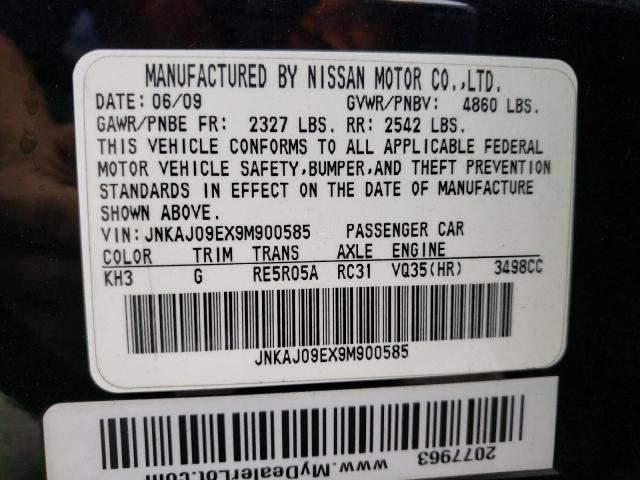 MANUFACTURED BY NISSAN MOTOR CO.,LTD.
DATE: 06/09 GVWR/PNBV: 4860 LBS.
GAWR/PNBE FR: 2327 LBS. RR: 2542 LBS.
THIS VEHICLE CONFORMS TO ALL APPLICABLE FEDERAL
MOTOR VEHICLE SAFETY,BUMPER,AND THEFT PREVENTION
STANDARDS IN EFFECT ON THE DATE OF MANUFACTURE
SHOWN ABOVE.
VIN: JNKAJ09EX9M900585 PASSENGER CAR
COLOR TRIM TRANS AXLE ENGINE
KH3 G RE5R05A RC31 VQ35(HR) 3498CC
JNKAJ09EX9M900585
2077963
www.MyDealerLot.com